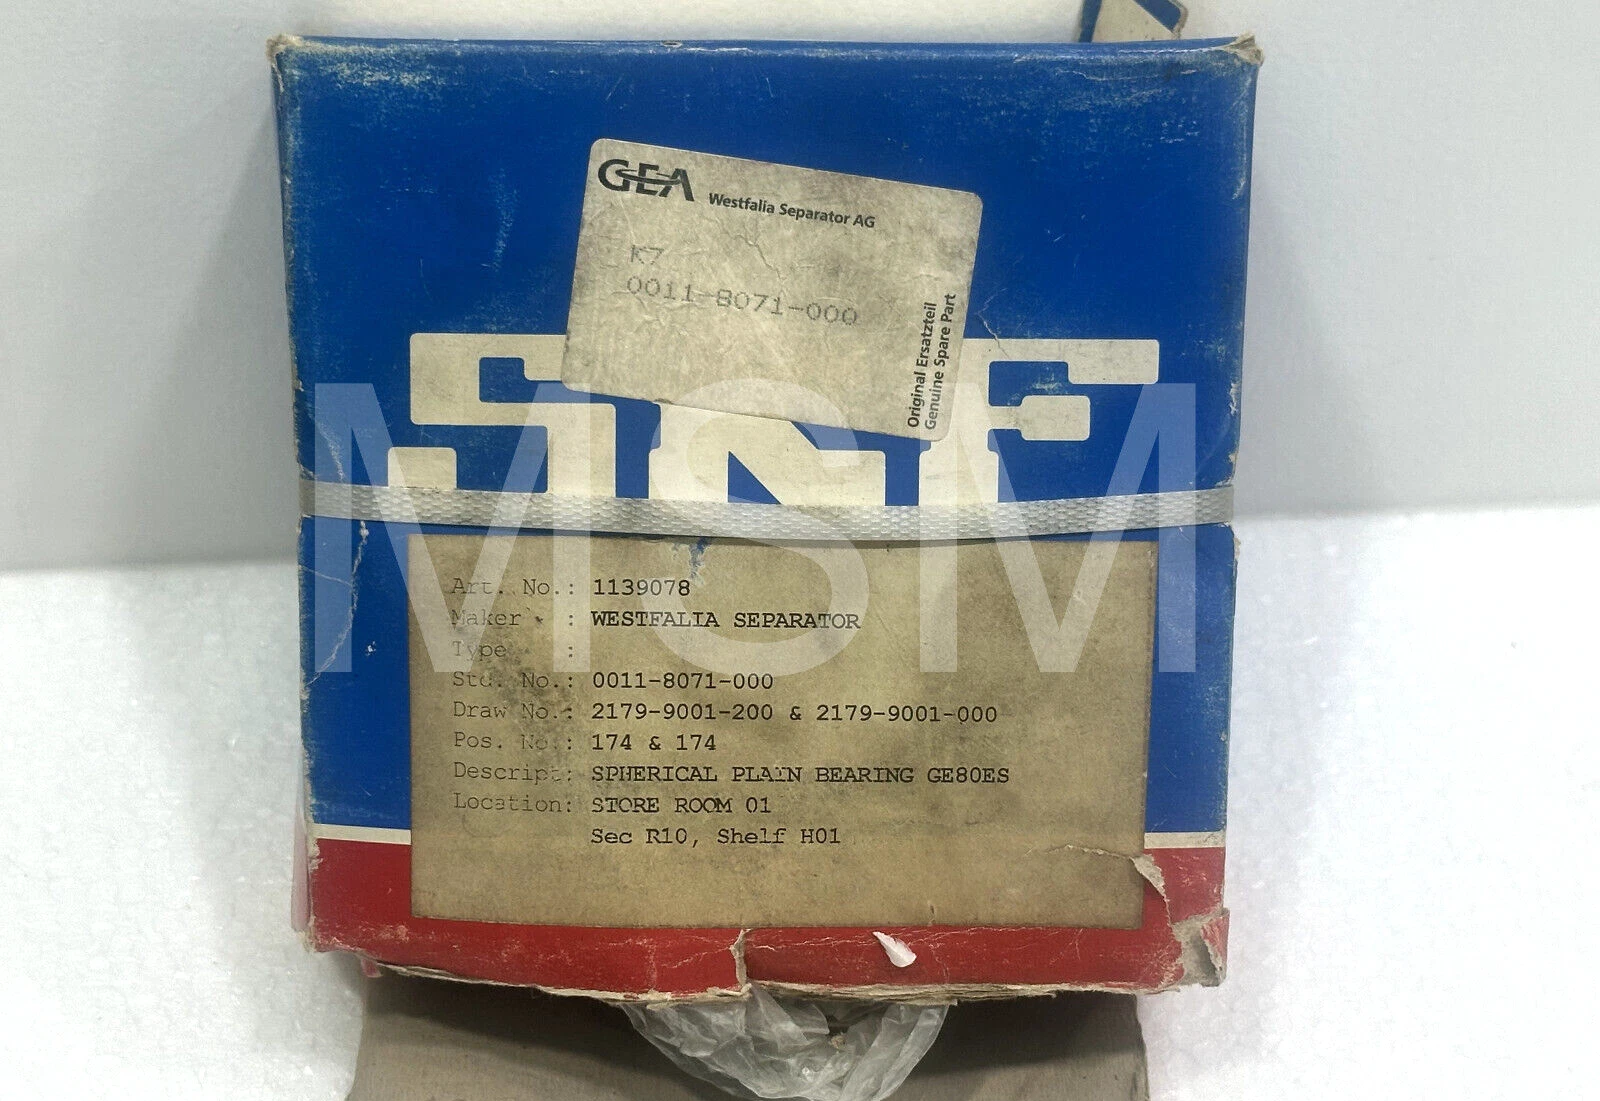 GEA Westfalia Separator AG
K7
0011-8071-000
Original Ersatzteil
Genuine Spare Part
SKF
MSM
Art. No.: 1139078
Maker : WESTFALIA SEPARATOR
Type :
Std. No.: 0011-8071-000
Draw No.: 2179-9001-200 & 2179-9001-000
Pos. No.: 174 & 174
Descript: SPHERICAL PLAIN BEARING GE80ES
Location: STORE ROOM 01
Sec R10, Shelf H01